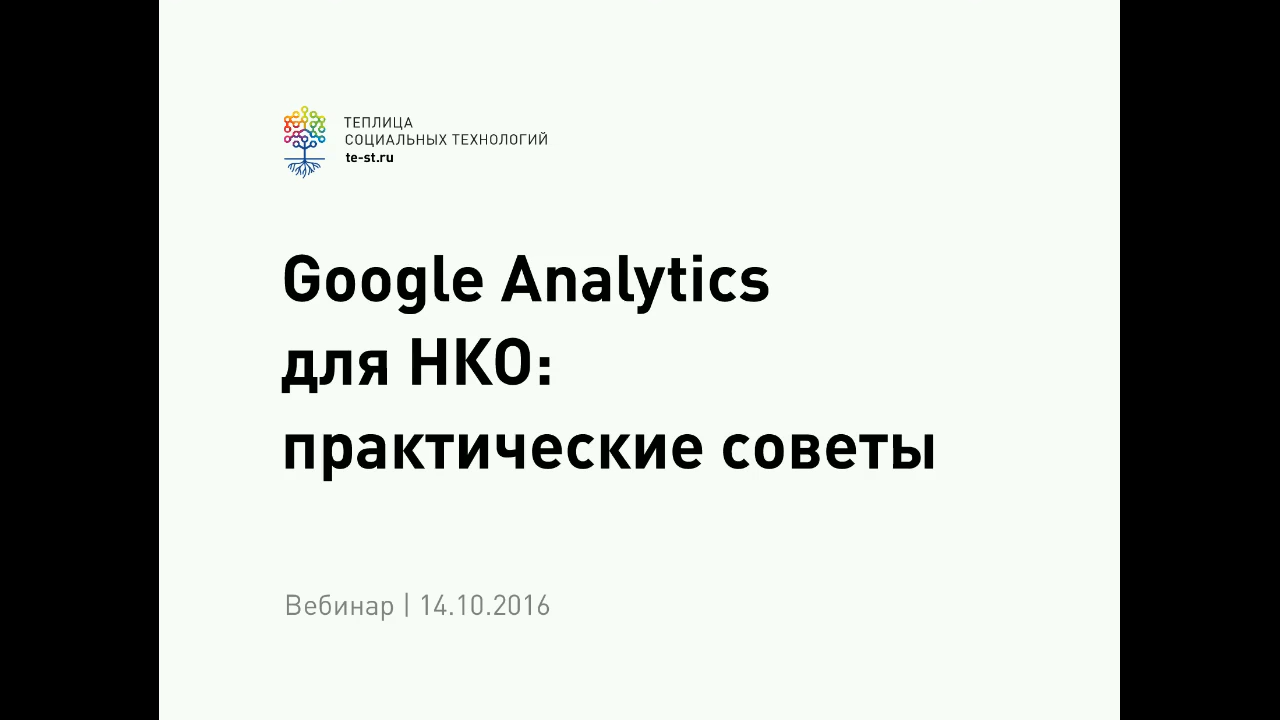 ТЕПЛИЦА
СОЦИАЛЬНЫХ ТЕХНОЛОГИЙ
te-st.ru
Google Analytics
для НКО:
практические советы
Вебинар | 14.10.2016